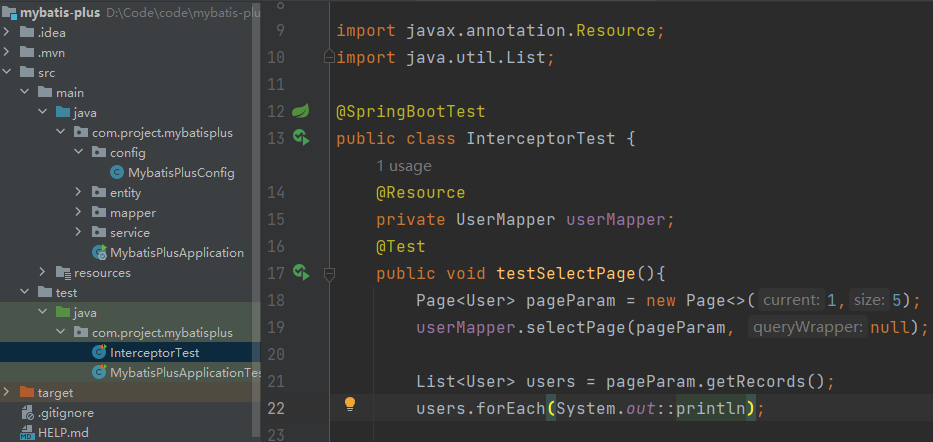 mybatis-plus D:\Code\code\mybatis-plu
.idea
.mvn
src
main
java
com.project.mybatisplus
config
MybatisPlusConfig
entity
mapper
service
MybatisPlusApplication
resources
test
java
com.project.mybatisplus
InterceptorTest
MybatisPlusApplicationTe
target
.gitignore
HELP.md
8
9 import javax.annotation.Resource;
10 import java.util.List;
11
12 @SpringBootTest
13 public class InterceptorTest {
1 usage
14 @Resource
15 private UserMapper userMapper;
16 @Test
17 public void testSelectPage(){
18 Page<User> pageParam = new Page<>( current: 1, size: 5);
19 userMapper.selectPage(pageParam, queryWrapper: null);
20
21 List<User> users = pageParam.getRecords();
22 users.forEach(System.out::println);
23